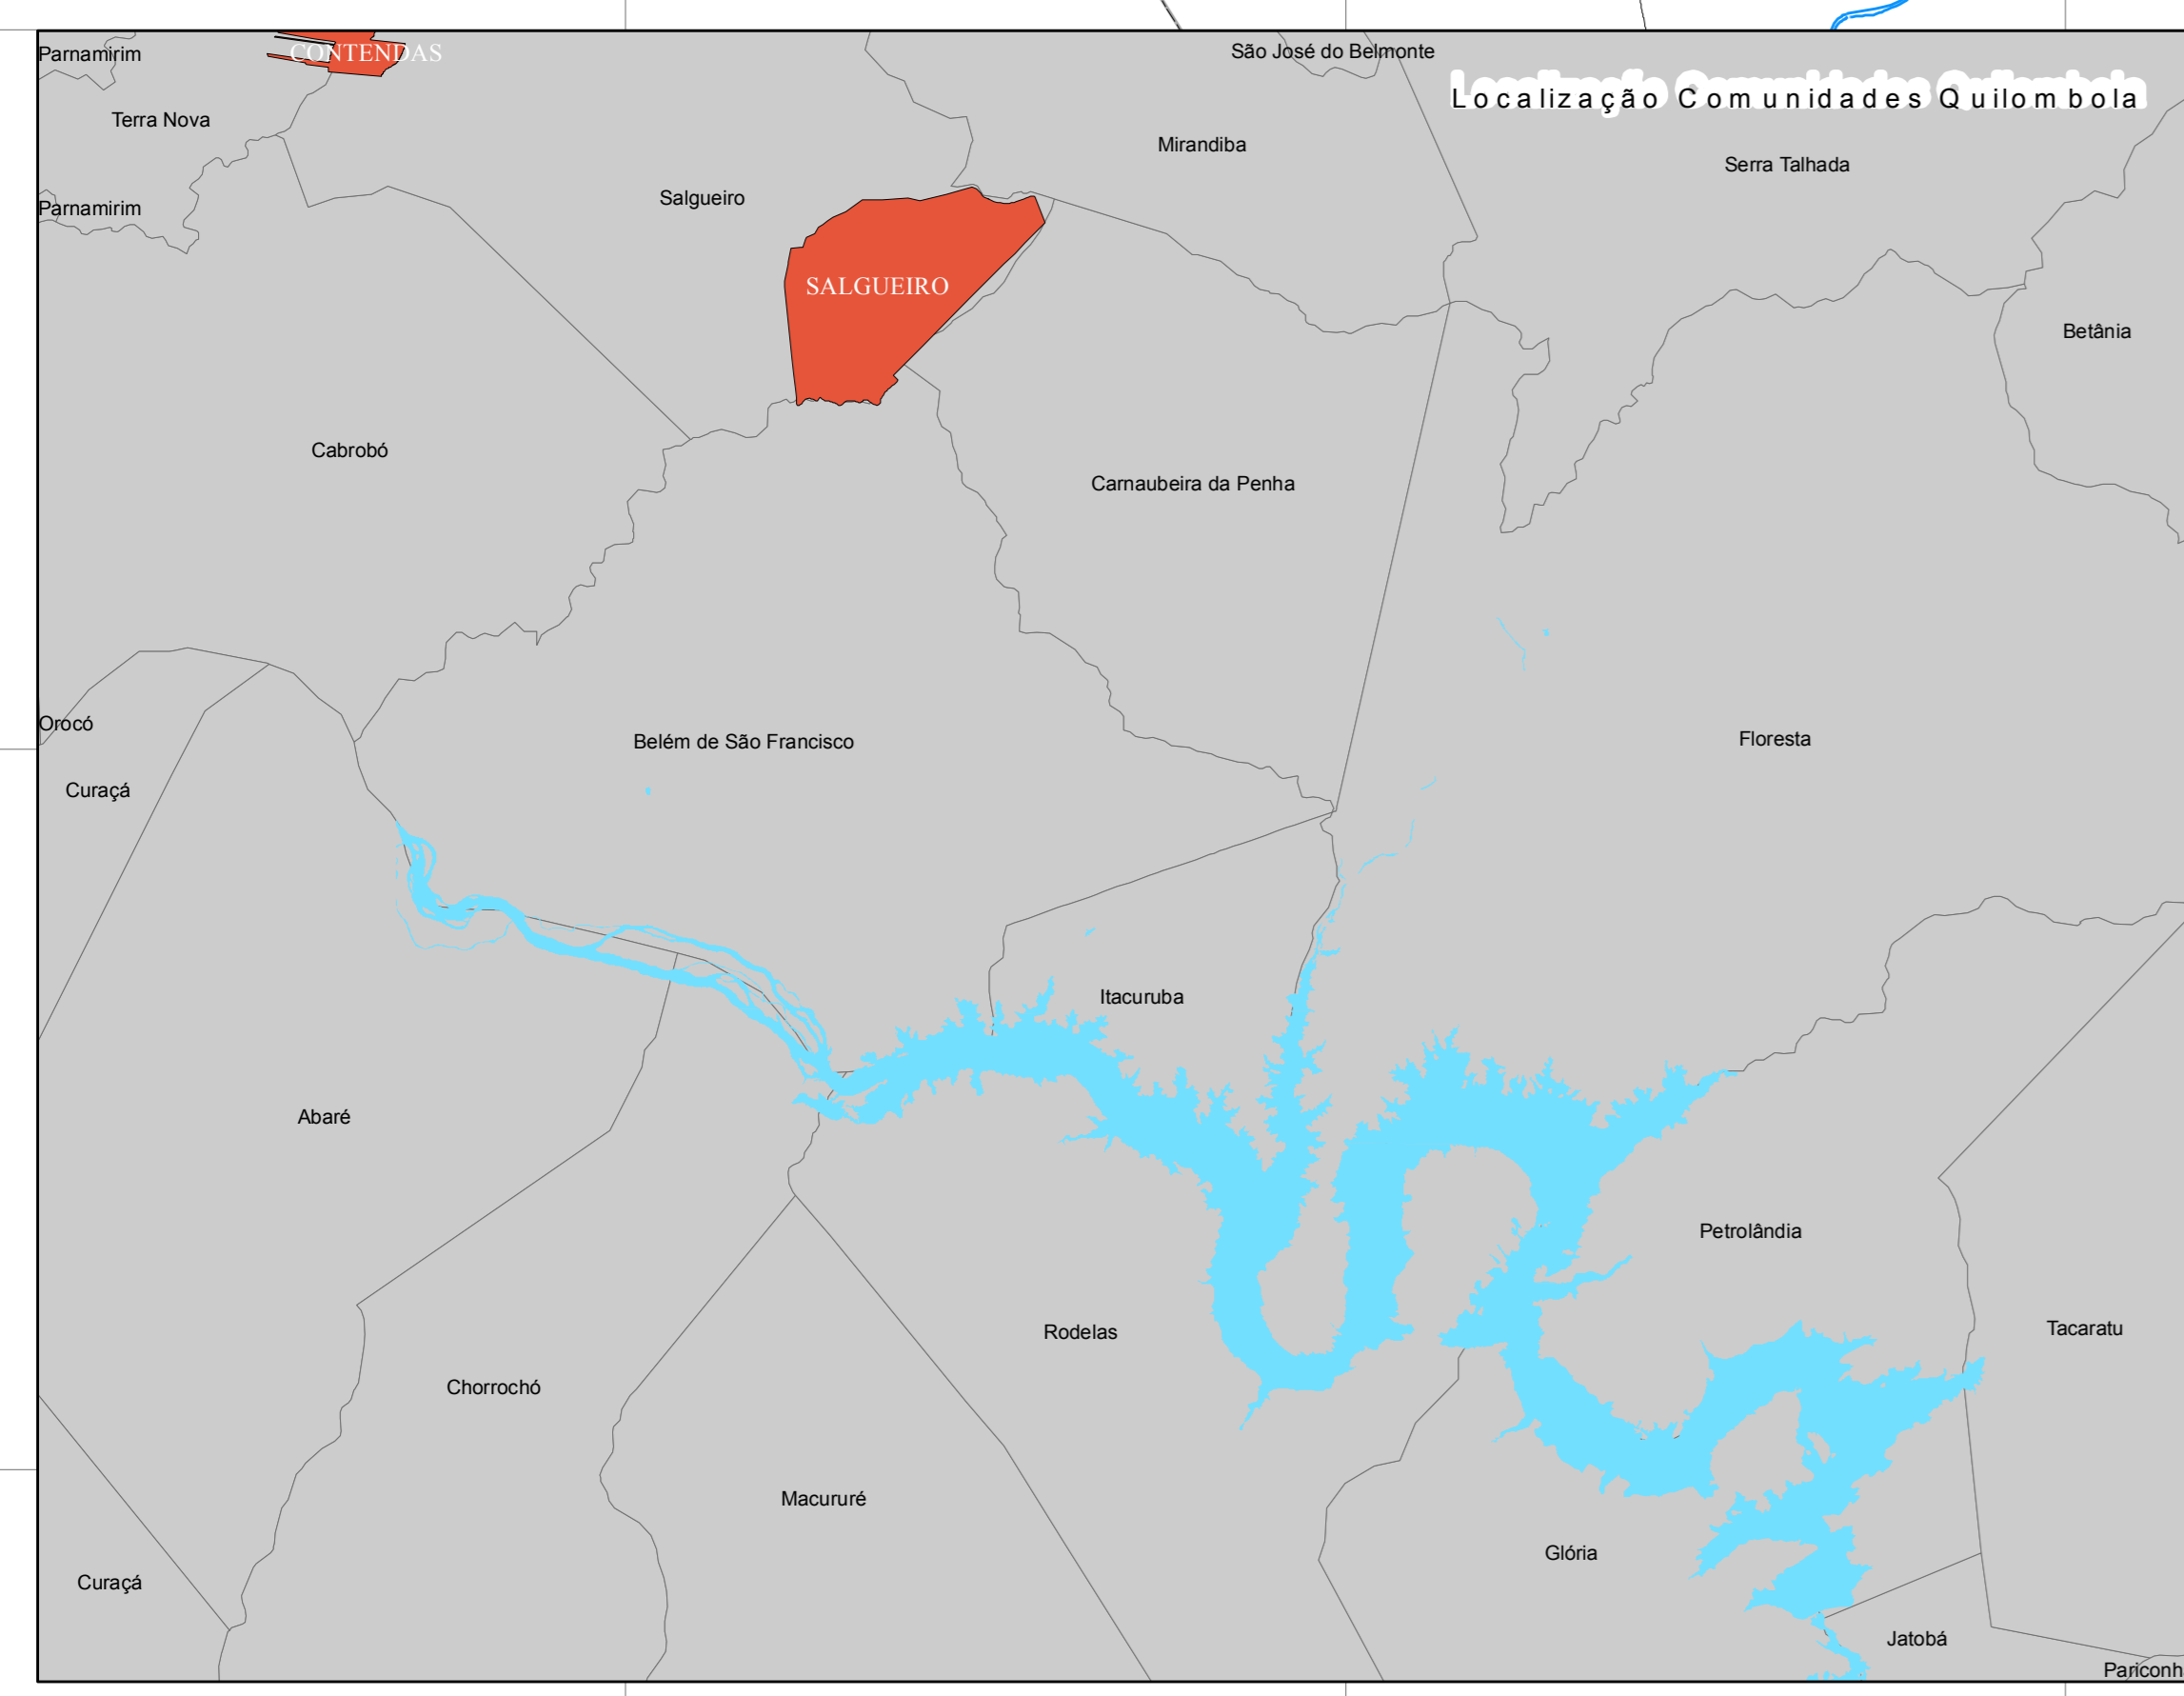 Parnamirim
CONTENDAS
São José do Belmonte
Localização Comunidades Quilombola
Terra Nova
Mirandiba
Serra Talhada
Salgueiro
Parnamirim
SALGUEIRO
Betânia
Cabrobó
Carnaubeira da Penha
Orocó
Belém de São Francisco
Floresta
Curaçá
Itacuruba
Abaré
Petrolândia
Rodelas
Tacaratu
Chorrochó
Macururé
Glória
Curaçá
Jatobá
Pariconh